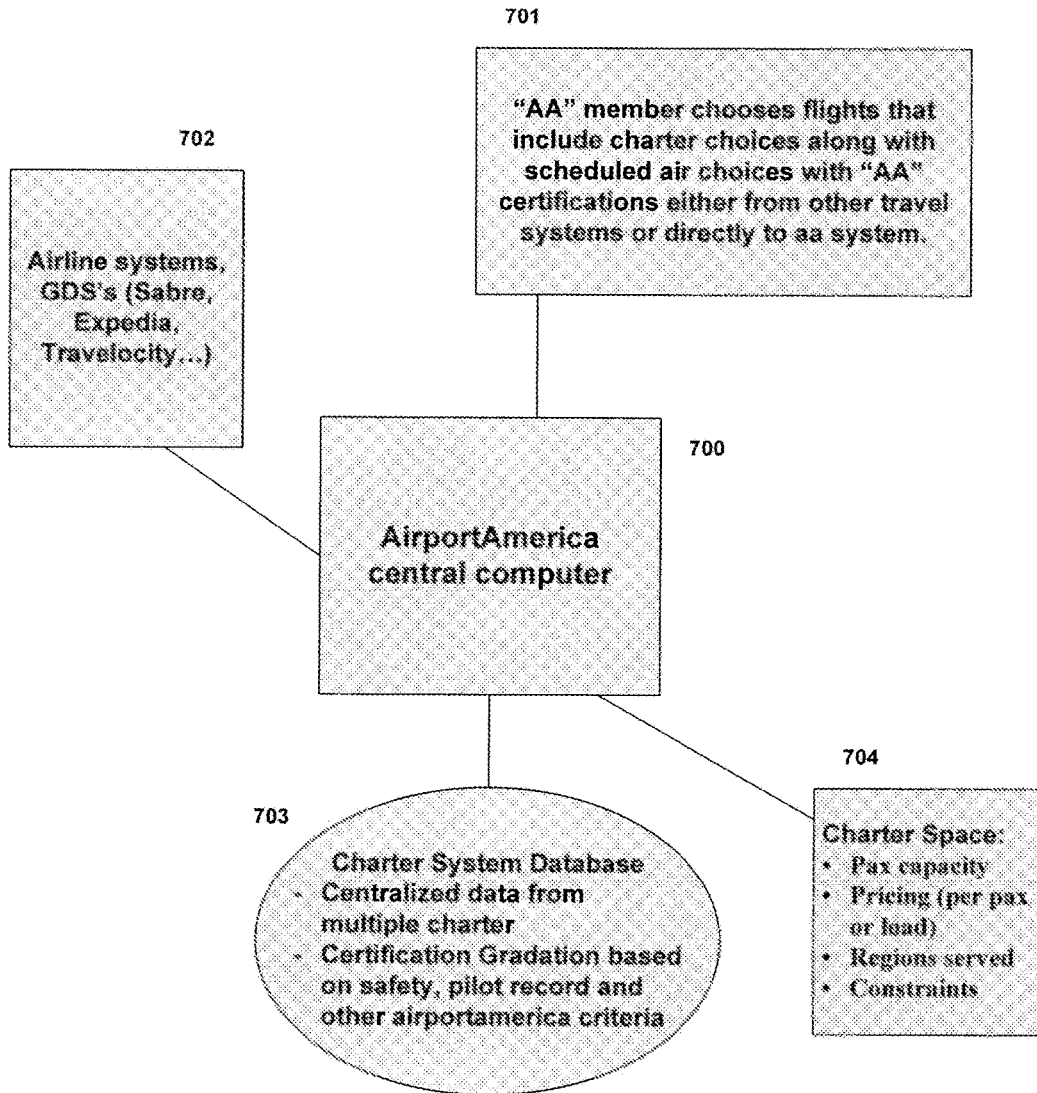 701
"AA" member chooses flights that
include charter choices along with
scheduled air choices with "AA"
certifications either from other travel
systems or directly to aa system.
702
Airline systems,
GDS's (Sabre,
Expedia,
Travelocity...)
700
AirportAmerica
central computer
703
Charter System Database
- Centralized data from
multiple charter
- Certification Gradation based
on safety, pilot record and
other airportamerica criteria
704
Charter Space:
• Pax capacity
• Pricing (per pax
or load)
• Regions served
• Constraints